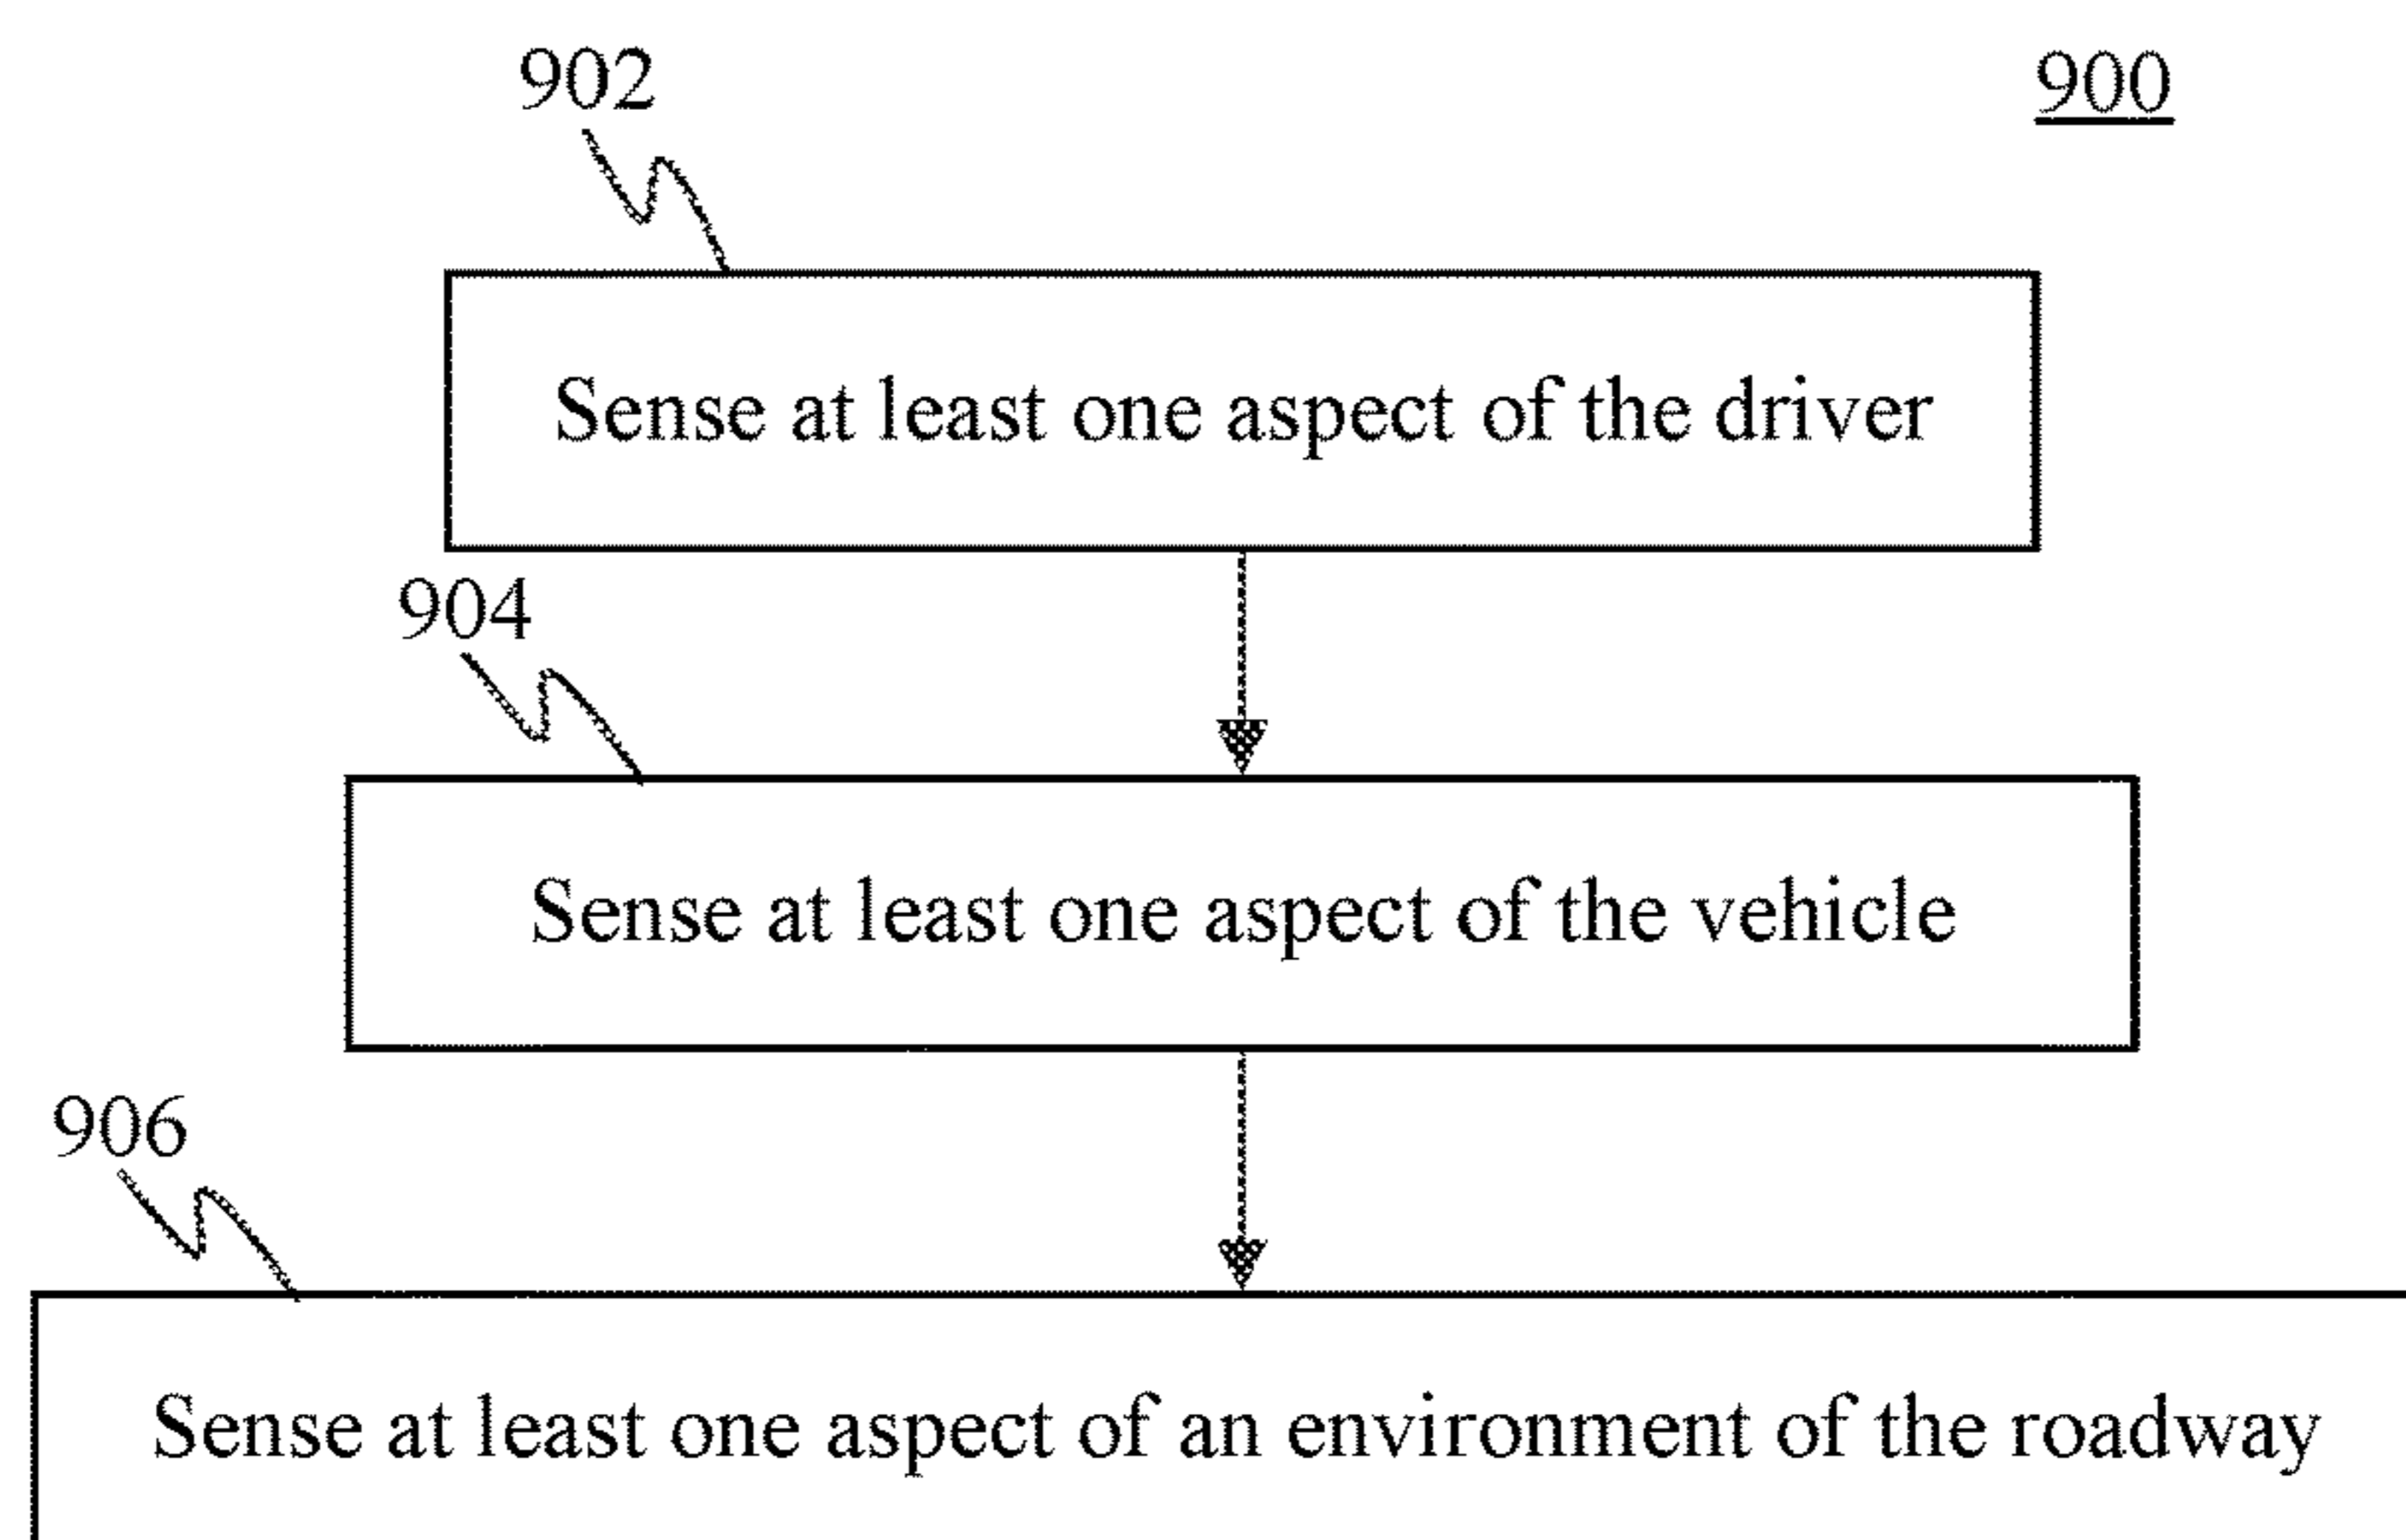 902
900
Sense at least one aspect of the driver
904
Sense at least one aspect of the vehicle
906
Sense at least one aspect of an environment of the roadway